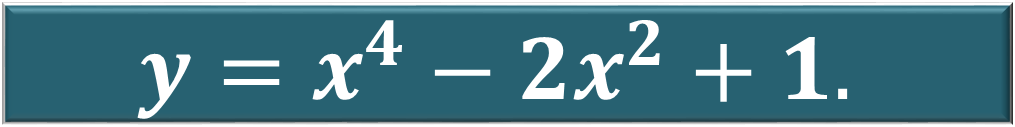 y = x⁴ − 2x² + 1.